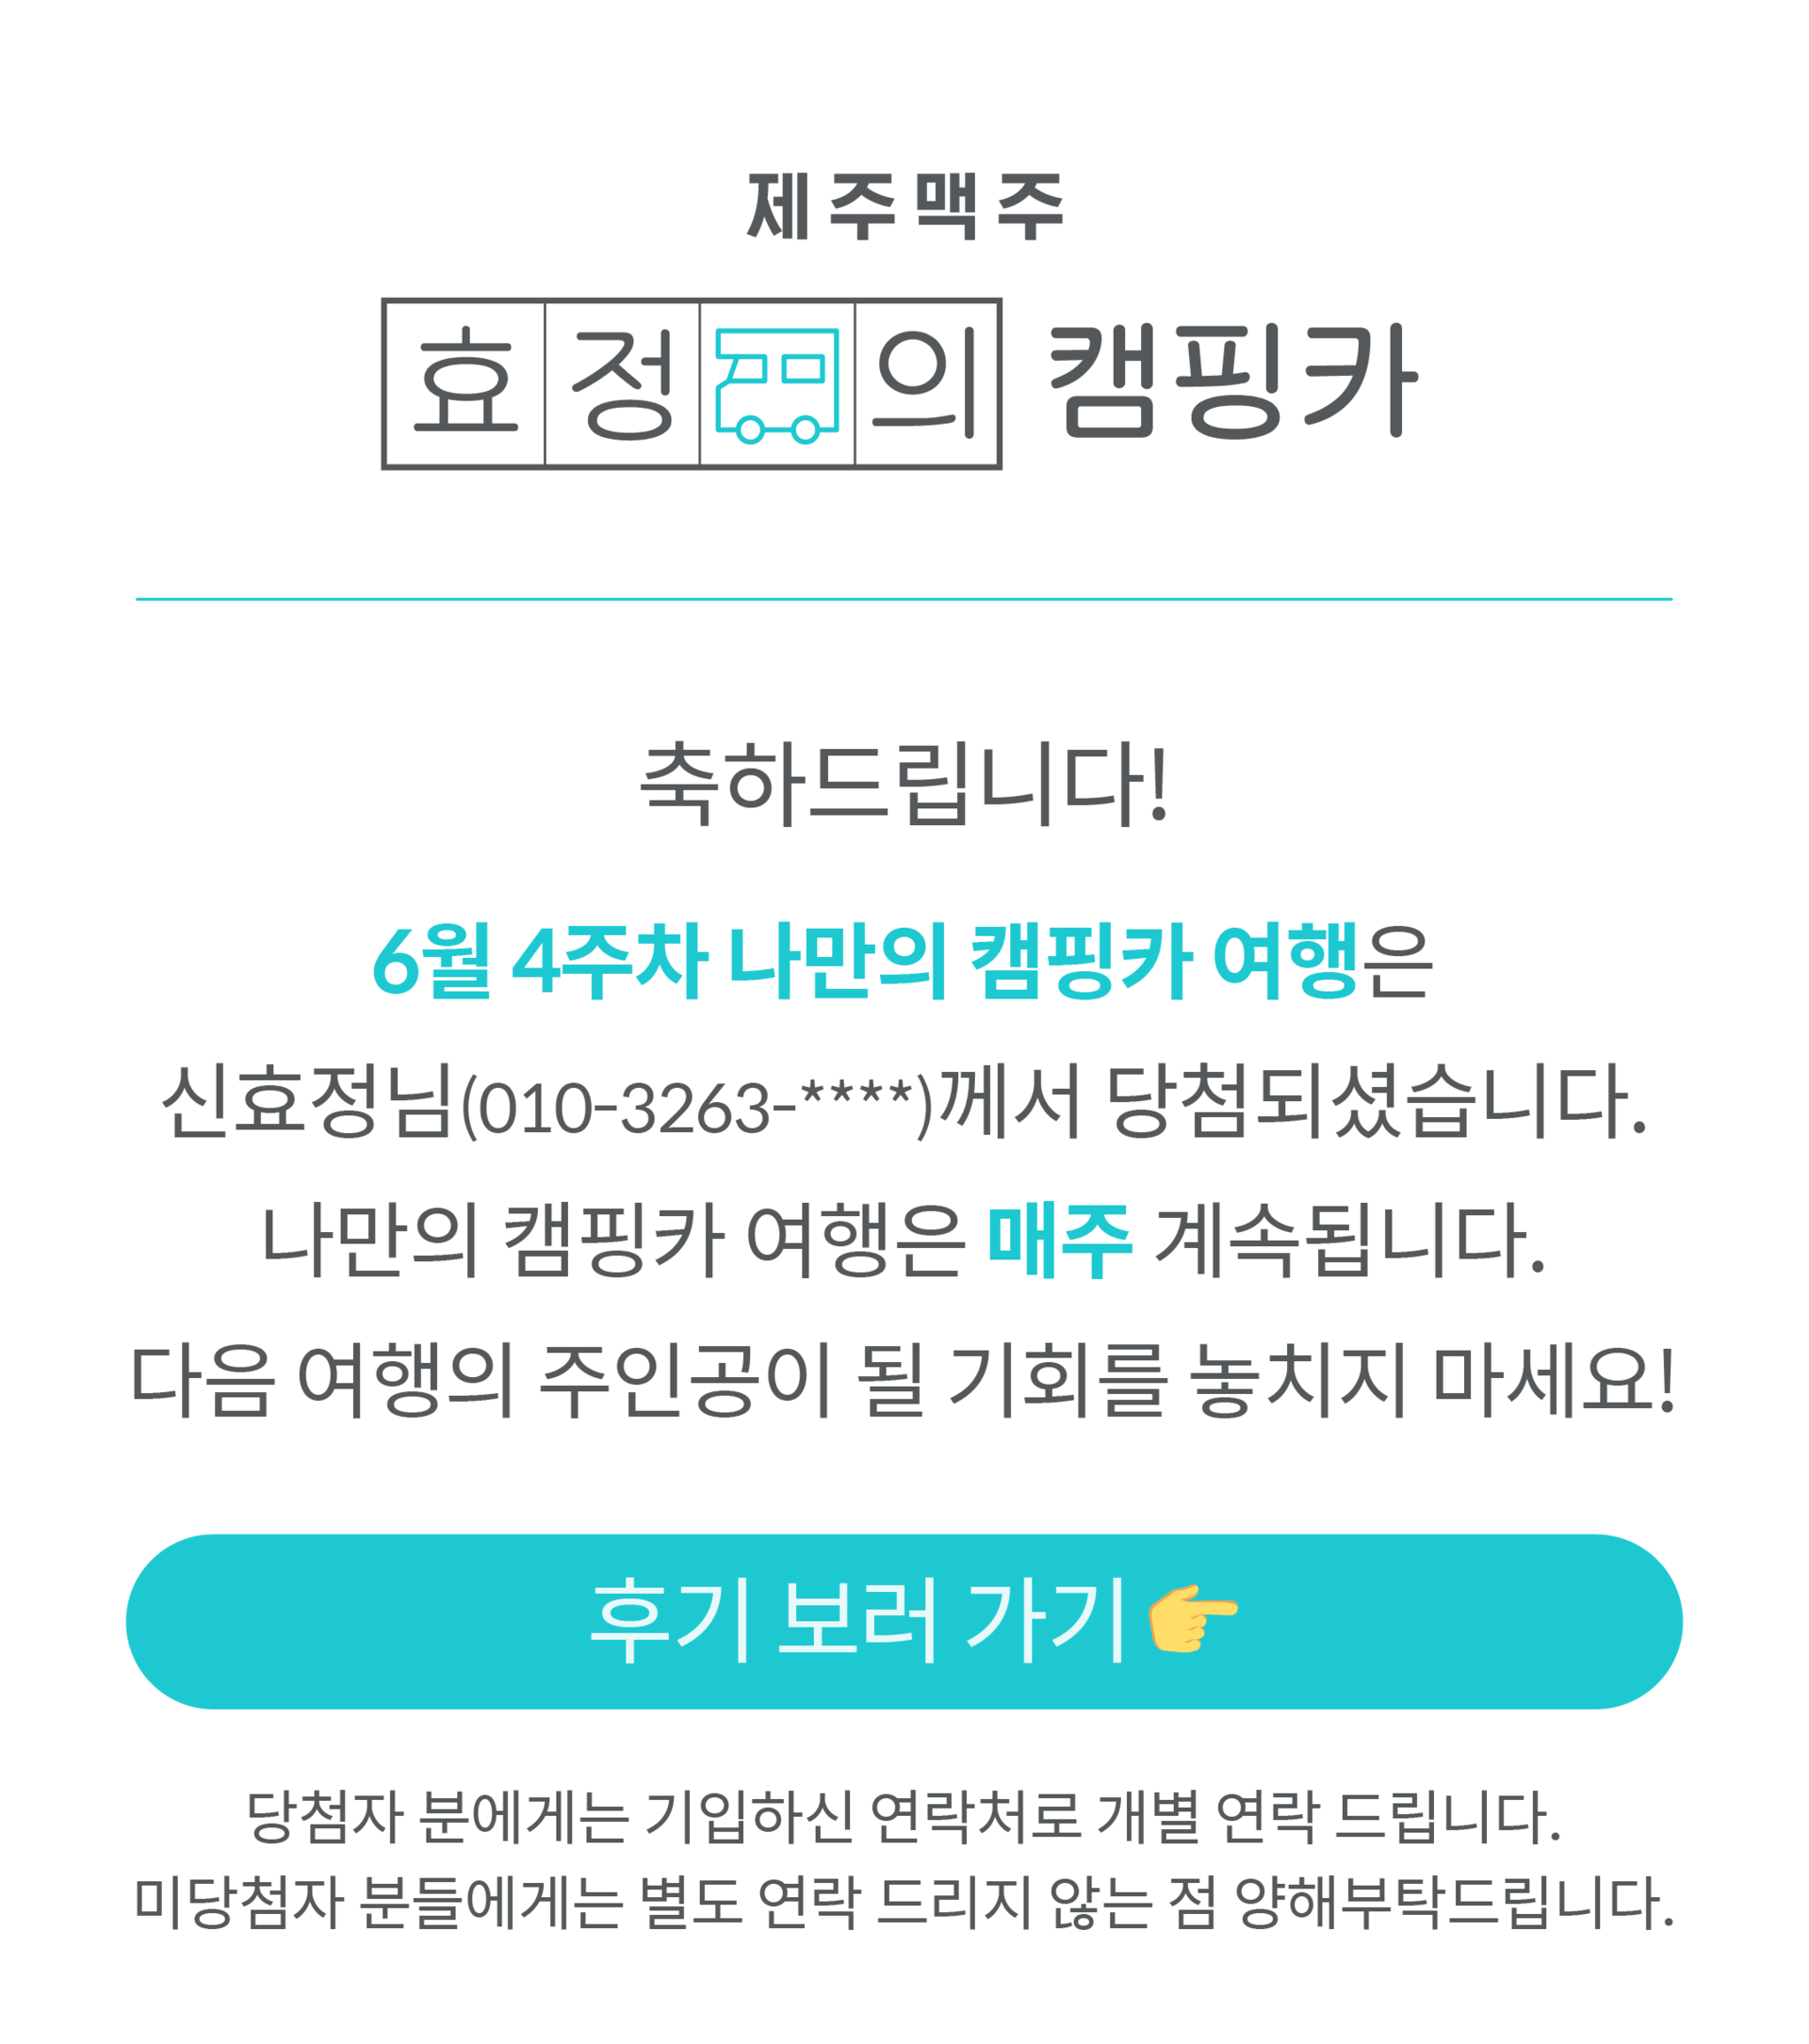 제주맥주
효정의 캠핑카
축하드립니다!
6월 4주차 나만의 캠핑카 여행은
신효정님(010-3263-****)께서 당첨되셨습니다.
나만의 캠핑카 여행은 매주 계속됩니다.
다음 여행의 주인공이 될 기회를 놓치지 마세요!
후기 보러 가기 👉
당첨자 분에게는 기입하신 연락처로 개별 연락 드립니다.
미당첨자 분들에게는 별도 연락 드리지 않는 점 양해부탁드립니다.